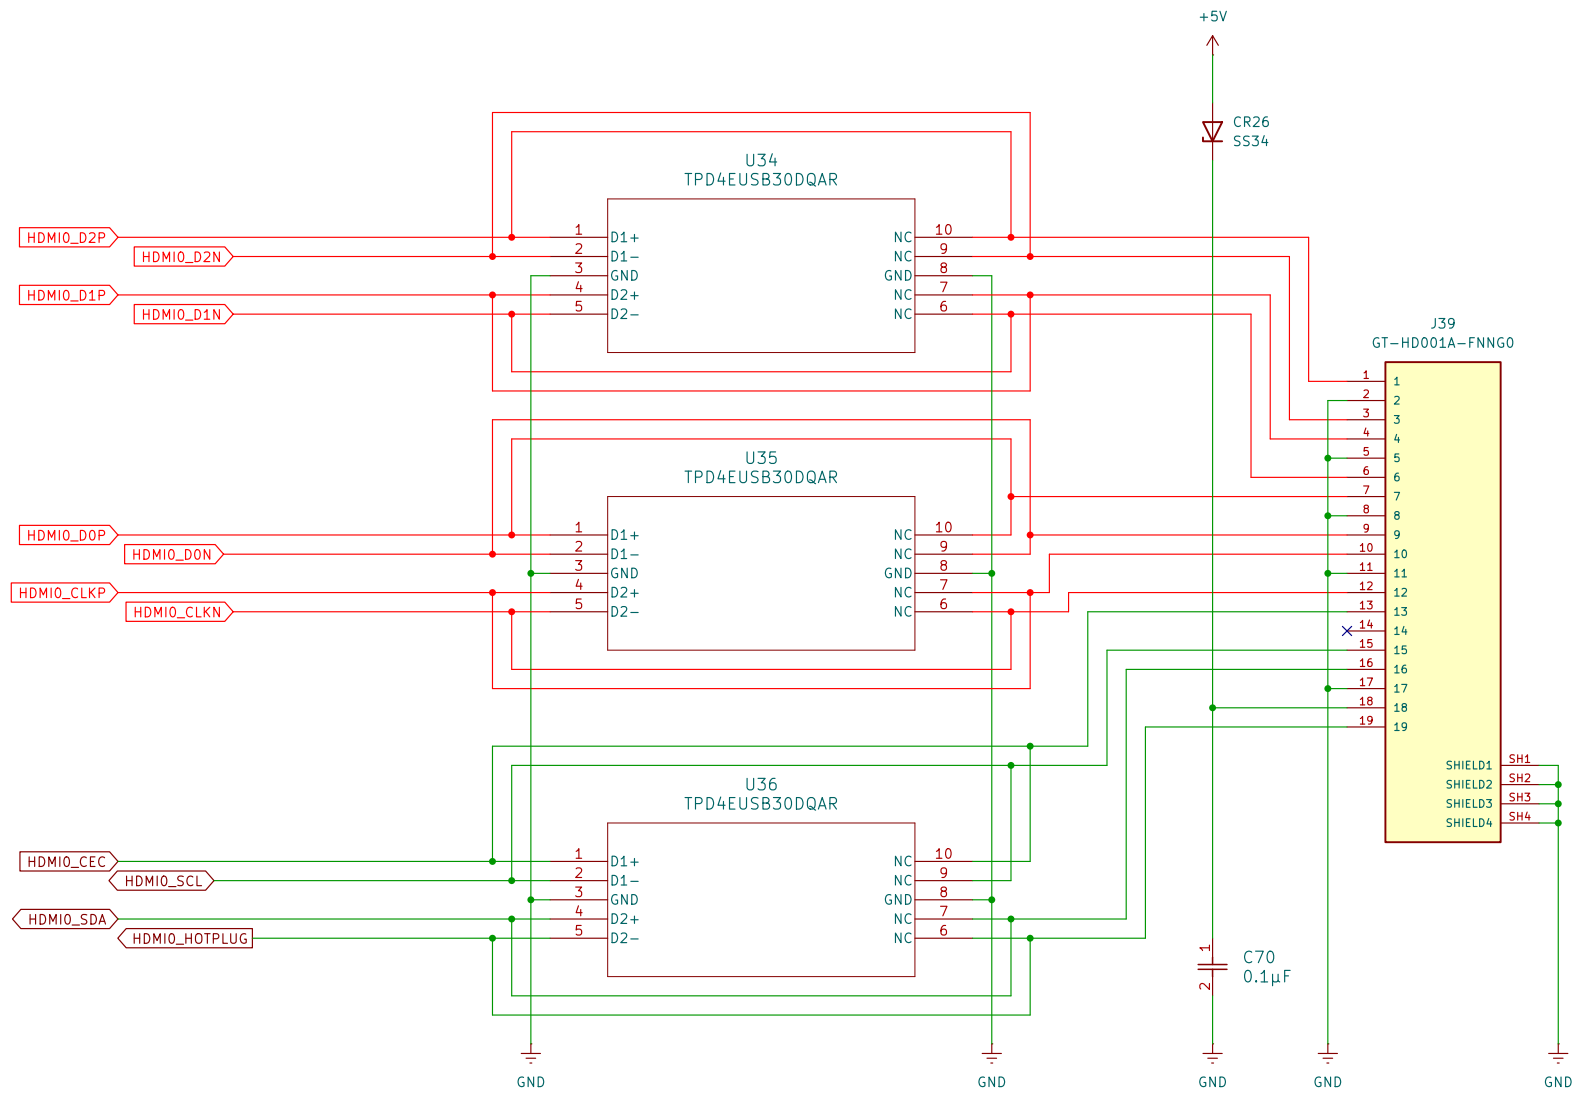 +5V
CR26
SS34
U34
TPD4EUSB30DQAR
HDMI0_D2P
1 D1+ NC 10
HDMI0_D2N
2 D1- NC 9
3 GND GND 8
HDMI0_D1P
4 D2+ NC 7
HDMI0_D1N
5 D2- NC 6
J39
GT-HD001A-FNNG0
1 1
2 2
3 3
4 4
5 5
6 6
7 7
8 8
9 9
10 10
11 11
12 12
13 13
14 14
15 15
16 16
17 17
18 18
19 19
SHIELD1 SH1
SHIELD2 SH2
SHIELD3 SH3
SHIELD4 SH4
U35
TPD4EUSB30DQAR
HDMI0_D0P
1 D1+ NC 10
HDMI0_D0N
2 D1- NC 9
3 GND GND 8
HDMI0_CLKP
4 D2+ NC 7
HDMI0_CLKN
5 D2- NC 6
U36
TPD4EUSB30DQAR
HDMI0_CEC
1 D1+ NC 10
HDMI0_SCL
2 D1- NC 9
3 GND GND 8
HDMI0_SDA
4 D2+ NC 7
HDMI0_HOTPLUG
5 D2- NC 6
1
C70
0.1µF
2
GND
GND
GND
GND
GND